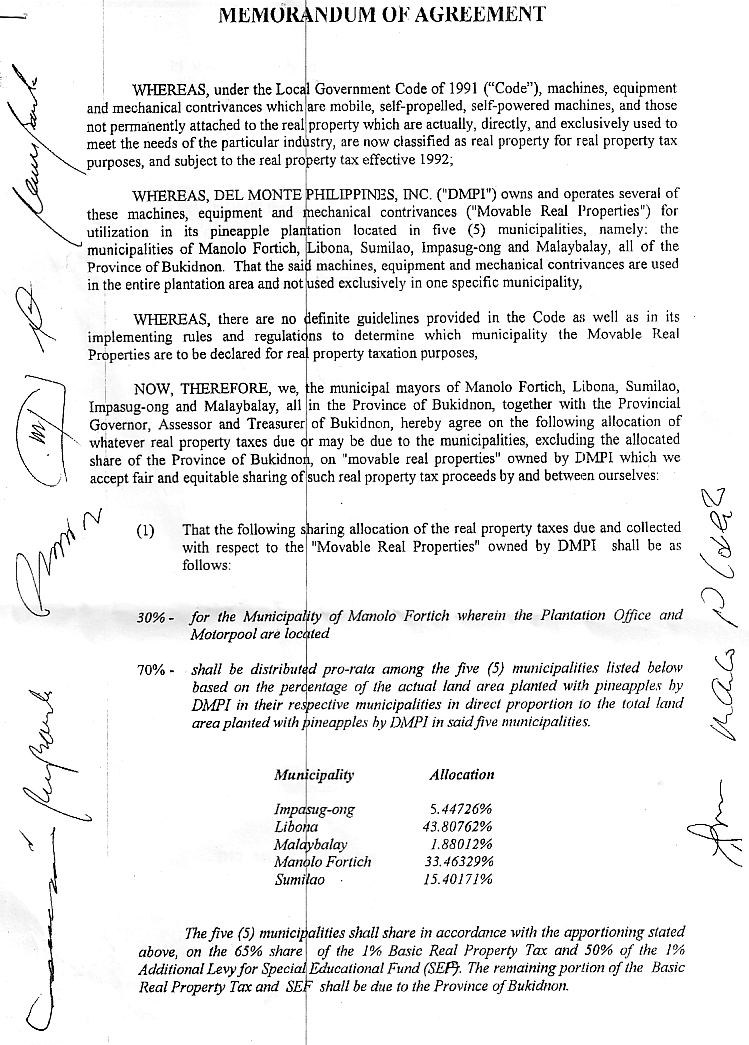 MEMORANDUM OF AGREEMENT
WHEREAS, under the Local Government Code of 1991 ("Code"), machines, equipment
and mechanical contrivances which are mobile, self-propelled, self-powered machines, and those
not permanently attached to the real property which are actually, directly, and exclusively used to
meet the needs of the particular industry, are now classified as real property for real property tax
purposes, and subject to the real property tax effective 1992;
WHEREAS, DEL MONTE PHILIPPINES, INC. ("DMPI") owns and operates several of
these machines, equipment and mechanical contrivances ("Movable Real Properties") for
utilization in its pineapple plantation located in five (5) municipalities, namely: the
municipalities of Manolo Fortich, Libona, Sumilao, Impasug-ong and Malaybalay, all of the
Province of Bukidnon. That the said machines, equipment and mechanical contrivances are used
in the entire plantation area and not used exclusively in one specific municipality,
WHEREAS, there are no definite guidelines provided in the Code as well as in its
implementing rules and regulations to determine which municipality the Movable Real
Properties are to be declared for real property taxation purposes,
NOW, THEREFORE, we, the municipal mayors of Manolo Fortich, Libona, Sumilao,
Impasug-ong and Malaybalay, all in the Province of Bukidnon, together with the Provincial
Governor, Assessor and Treasurer of Bukidnon, hereby agree on the following allocation of
whatever real property taxes due or may be due to the municipalities, excluding the allocated
share of the Province of Bukidnon, on "movable real properties" owned by DMPI which we
accept fair and equitable sharing of such real property tax proceeds by and between ourselves:
(1) That the following sharing allocation of the real property taxes due and collected
with respect to the "Movable Real Properties" owned by DMPI shall be as
follows:
30% - for the Municipality of Manolo Fortich wherein the Plantation Office and
Motorpool are located
70% - shall be distributed pro-rata among the five (5) municipalities listed below
based on the percentage of the actual land area planted with pineapples by
DMPI in their respective municipalities in direct proportion to the total land
area planted with pineapples by DMPI in said five municipalities.
Municipality Allocation
Impasug-ong 5.44726%
Libona 43.80762%
Malaybalay 1.88012%
Manolo Fortich 33.46329%
Sumilao 15.40171%
The five (5) municipalities shall share in accordance with the apportioning stated
above, on the 65% share of the 1% Basic Real Property Tax and 50% of the 1%
Additional Levy for Special Educational Fund (SEF). The remaining portion of the Basic
Real Property Tax and SEF shall be due to the Province of Bukidnon.